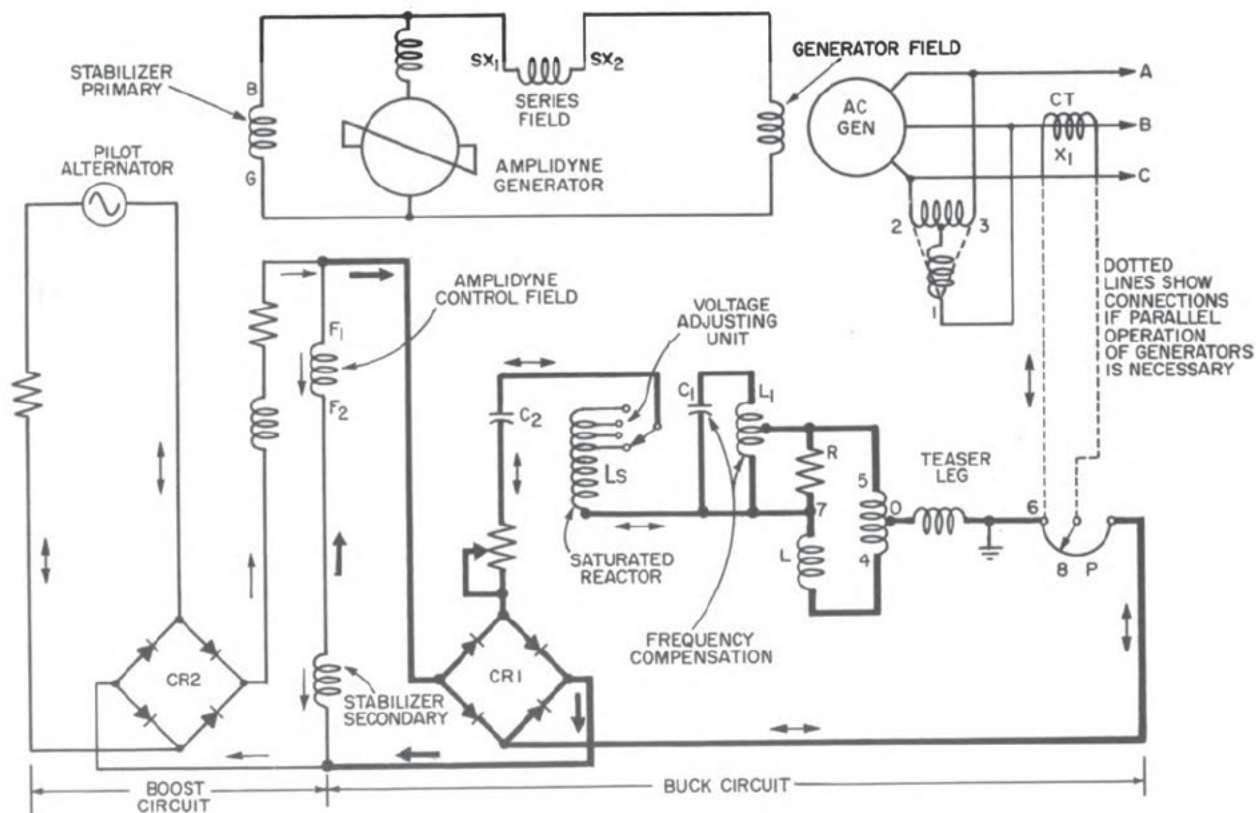 GENERATOR FIELD
SX1
SX2
STABILIZER
PRIMARY
B
G
SERIES
FIELD
AC
GEN
CT
X1
A
B
C
PILOT
ALTERNATOR
AMPLIDYNE
GENERATOR
2
3
1
DOTTED
LINES SHOW
CONNECTIONS
IF PARALLEL
OPERATION
OF GENERATORS
IS NECESSARY
AMPLIDYNE
CONTROL FIELD
VOLTAGE
ADJUSTING
UNIT
F1
F2
C2
LS
C1
L1
R
5
O
4
7
L
TEASER
LEG
6
8
P
SATURATED
REACTOR
FREQUENCY
COMPENSATION
CR2
CR1
STABILIZER
SECONDARY
BOOST
CIRCUIT
BUCK CIRCUIT